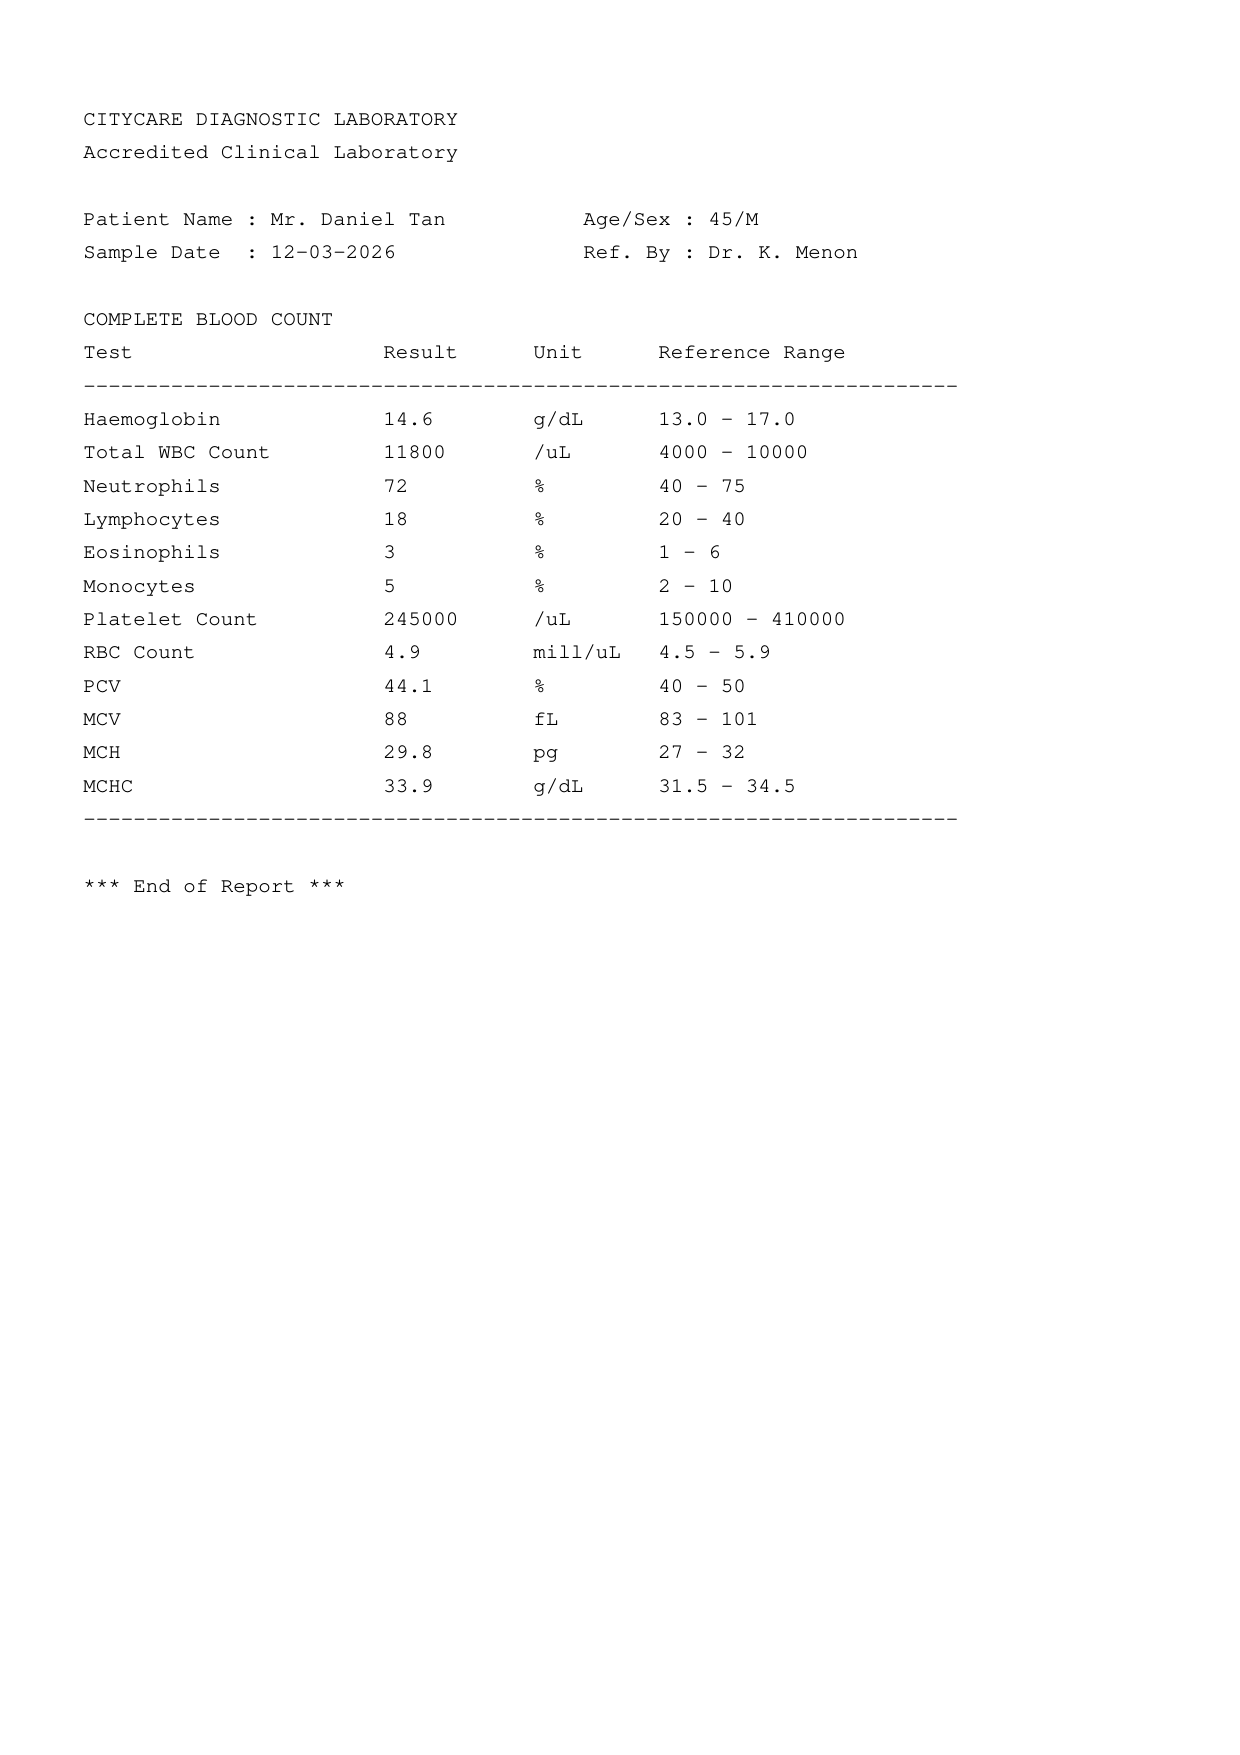 CITYCARE DIAGNOSTIC LABORATORY
Accredited Clinical Laboratory
Patient Name : Mr. Daniel Tan           Age/Sex : 45/M
Sample Date  : 12-03-2026               Ref. By : Dr. K. Menon
COMPLETE BLOOD COUNT
Test                    Result      Unit      Reference Range
----------------------------------------------------------------------
Haemoglobin             14.6        g/dL      13.0 - 17.0
Total WBC Count         11800       /uL       4000 - 10000
Neutrophils             72          %         40 - 75
Lymphocytes             18          %         20 - 40
Eosinophils             3           %         1 - 6
Monocytes               5           %         2 - 10
Platelet Count          245000      /uL       150000 - 410000
RBC Count               4.9         mill/uL   4.5 - 5.9
PCV                     44.1        %         40 - 50
MCV                     88          fL        83 - 101
MCH                     29.8        pg        27 - 32
MCHC                    33.9        g/dL      31.5 - 34.5
----------------------------------------------------------------------
*** End of Report ***